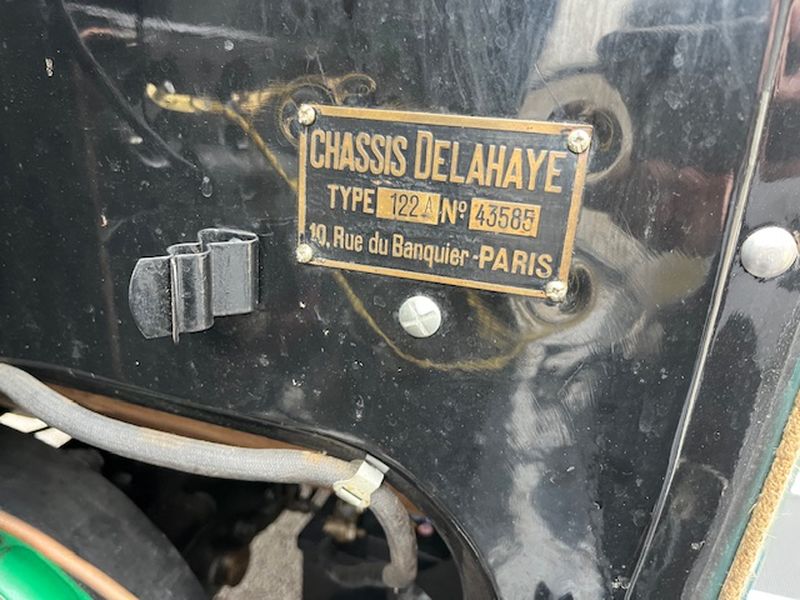 CHASSIS DELAHAYE
TYPE 122A Nº 43585
10, Rue du Banquier-PARIS